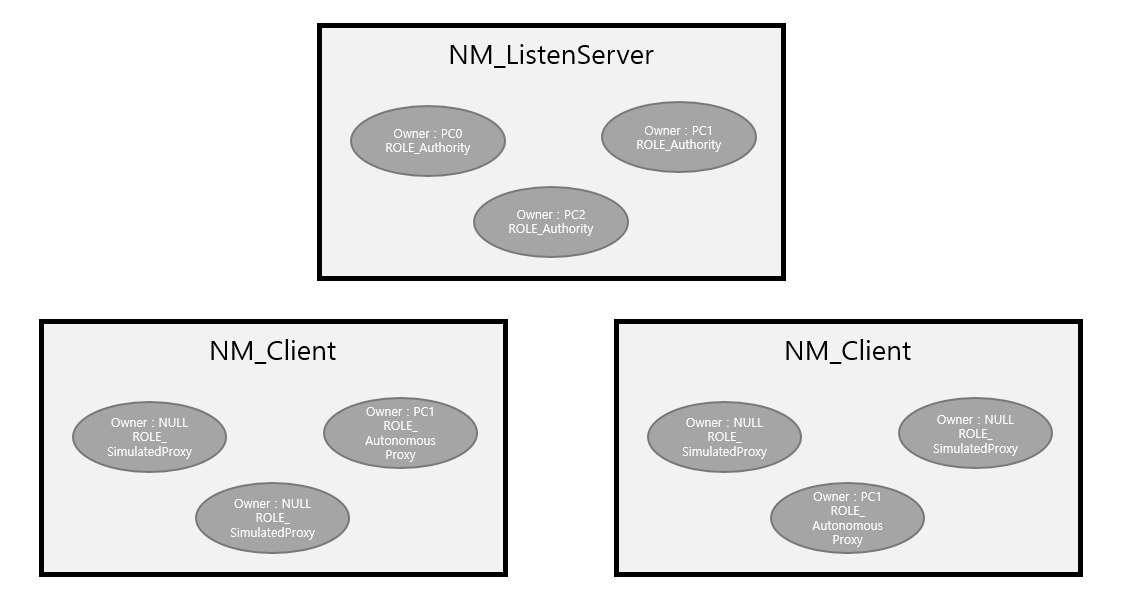 NM_ListenServer
Owner : PC0
ROLE_Authority
Owner : PC1
ROLE_Authority
Owner : PC2
ROLE_Authority
NM_Client
Owner : NULL
ROLE_
SimulatedProxy
Owner : PC1
ROLE_
Autonomous
Proxy
Owner : NULL
ROLE_
SimulatedProxy
NM_Client
Owner : NULL
ROLE_
SimulatedProxy
Owner : NULL
ROLE_
SimulatedProxy
Owner : PC1
ROLE_
Autonomous
Proxy